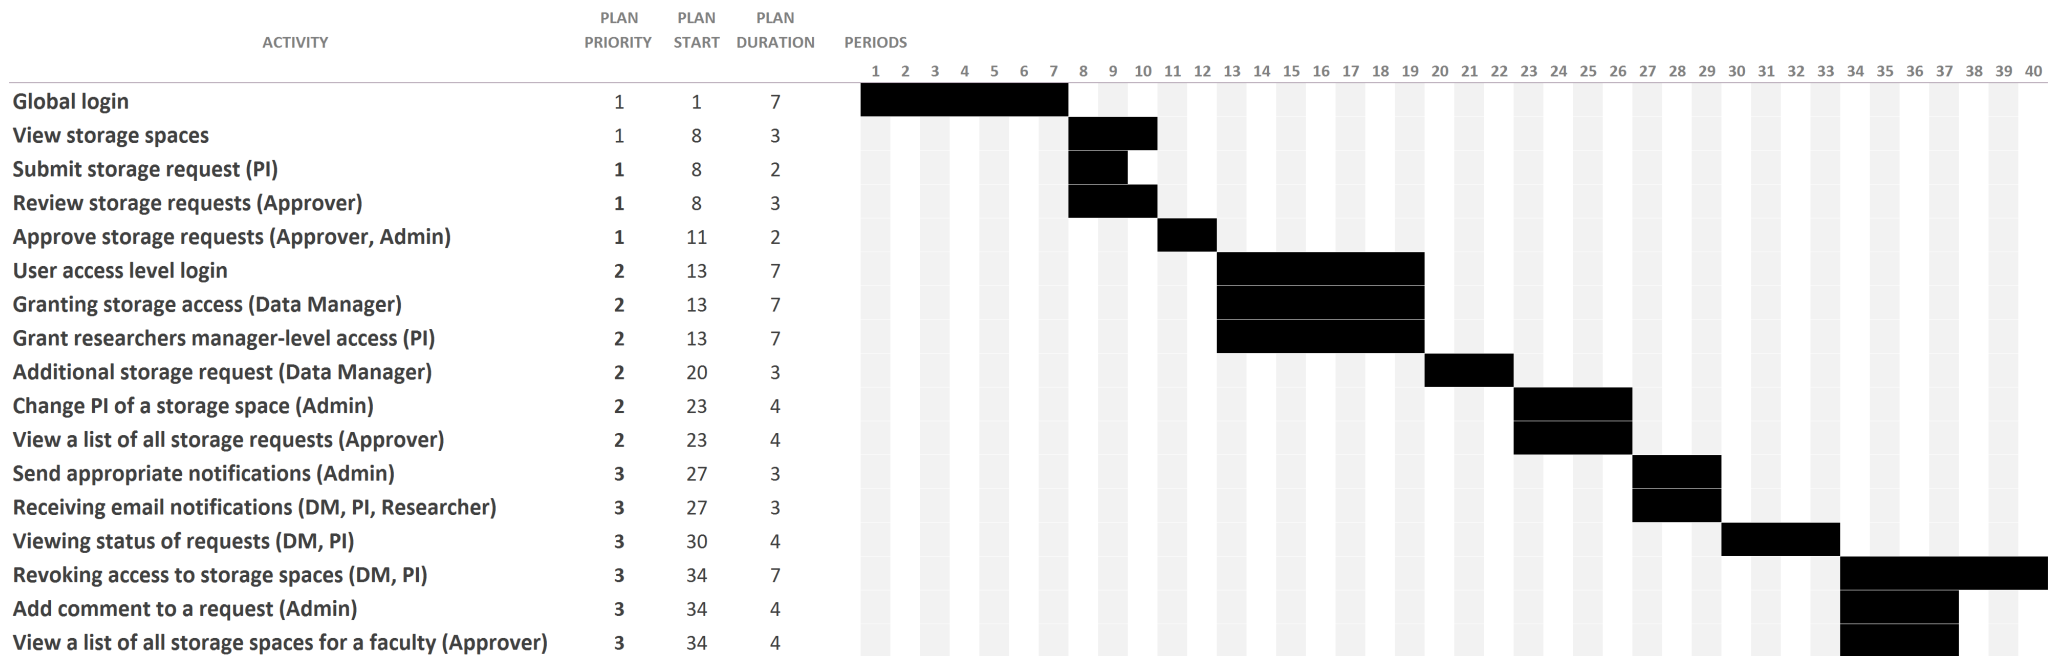 PLAN PLAN PLAN
ACTIVITY PRIORITY START DURATION PERIODS
1 2 3 4 5 6 7 8 9 10 11 12 13 14 15 16 17 18 19 20 21 22 23 24 25 26 27 28 29 30 31 32 33 34 35 36 37 38 39 40
Global login 1 1 7
View storage spaces 1 8 3
Submit storage request (PI) 1 8 2
Review storage requests (Approver) 1 8 3
Approve storage requests (Approver, Admin) 1 11 2
User access level login 2 13 7
Granting storage access (Data Manager) 2 13 7
Grant researchers manager-level access (PI) 2 13 7
Additional storage request (Data Manager) 2 20 3
Change PI of a storage space (Admin) 2 23 4
View a list of all storage requests (Approver) 2 23 4
Send appropriate notifications (Admin) 3 27 3
Receiving email notifications (DM, PI, Researcher) 3 27 3
Viewing status of requests (DM, PI) 3 30 4
Revoking access to storage spaces (DM, PI) 3 34 7
Add comment to a request (Admin) 3 34 4
View a list of all storage spaces for a faculty (Approver) 3 34 4